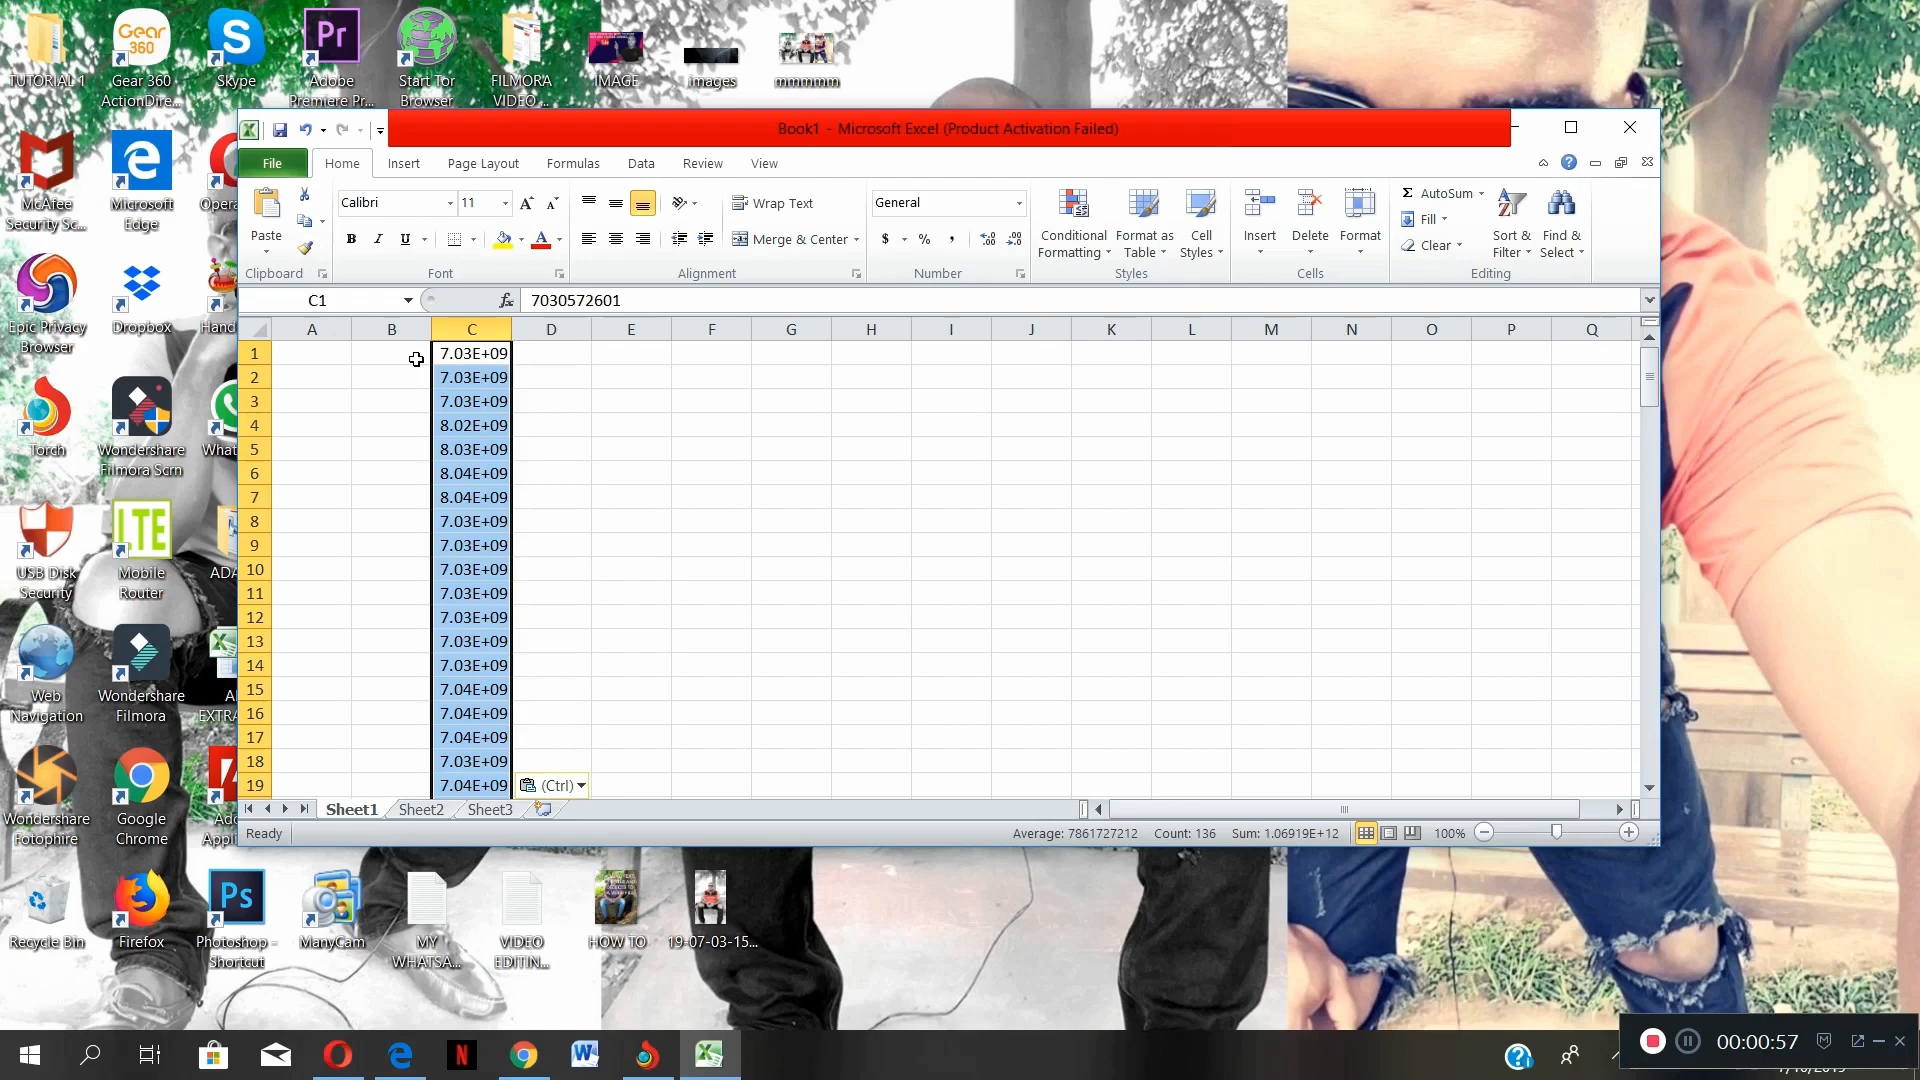 TUTORIAL 1
Gear 360 ActionDire...
Skype
Adobe Premiere Pr...
Start Tor Browser
FILMORA VIDEO ...
IMAGE
images
mmmmm
Book1 - Microsoft Excel (Product Activation Failed)
File Home Insert Page Layout Formulas Data Review View
Calibri 11 Wrap Text General AutoSum
Fill
Paste B I U Merge & Center $ % , Conditional Formatting Format as Table Cell Styles Insert Delete Format Clear Sort & Filter Find & Select
Clipboard Font Alignment Number Styles Cells Editing
C1 fx 7030572601
A B C D E F G H I J K L M N O P Q
1 7.03E+09
2 7.03E+09
3 7.03E+09
4 8.02E+09
5 8.03E+09
6 8.04E+09
7 8.04E+09
8 7.03E+09
9 7.03E+09
10 7.03E+09
11 7.03E+09
12 7.03E+09
13 7.03E+09
14 7.03E+09
15 7.04E+09
16 7.04E+09
17 7.04E+09
18 7.03E+09
19 7.04E+09 (Ctrl)
Sheet1 Sheet2 Sheet3
Ready Average: 7861727212 Count: 136 Sum: 1.06919E+12 100%
McAfee Security Sc...
Microsoft Edge
Opera
Epic Privacy Browser
Dropbox
Hand
Torch
Wondershare Filmora Scrn
What
USB Disk Security
LTE
Mobile Router
ADA
Web Navigation
Wondershare Filmora
EXTRA
Wondershare Fotophire
Google Chrome
Recycle Bin
Firefox
Ps
Photoshop - Shortcut
ManyCam
MY WHATSA...
VIDEO EDITIN...
HOW TO
19-07-03-15...
00:00:57